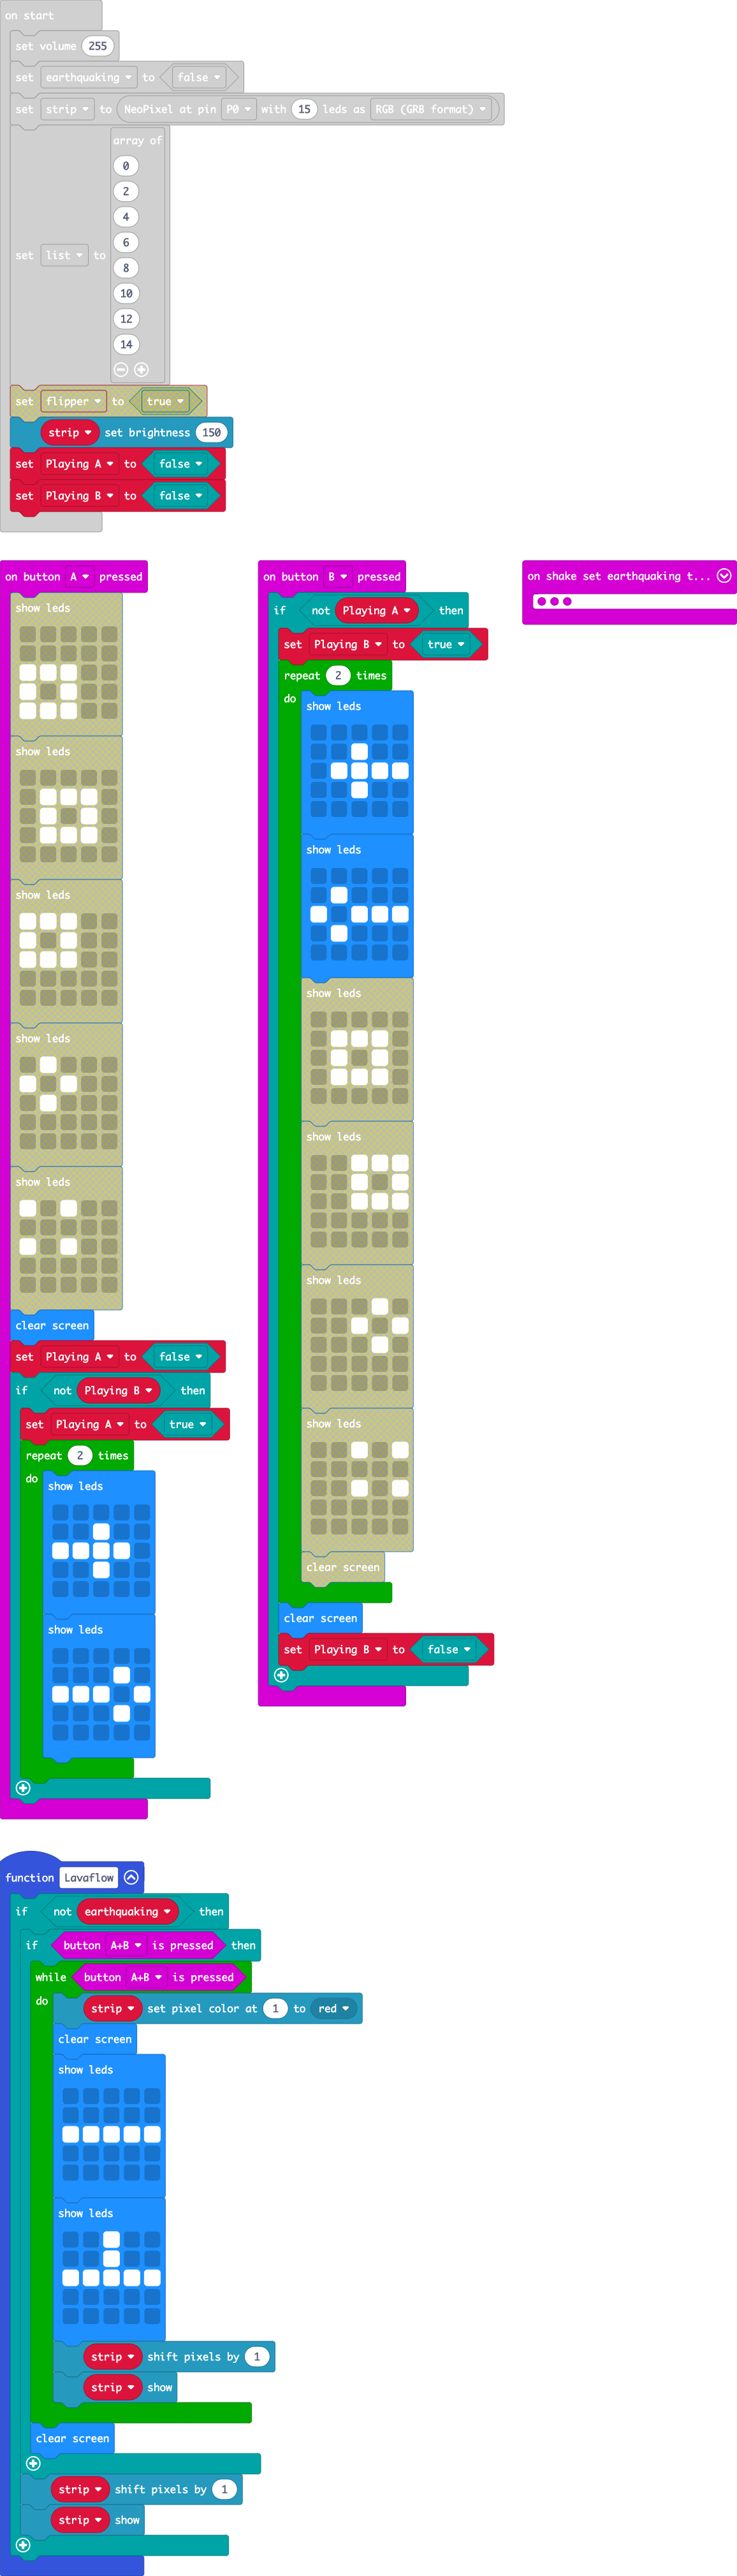 on start
set volume 255
set earthquaking to false
set strip to NeoPixel at pin P0 with 15 leds as RGB (GRB format)
set list to array of
0
2
4
6
8
10
12
14
set flipper to true
strip set brightness 150
set Playing A to false
set Playing B to false
on button A pressed
show leds
show leds
show leds
show leds
show leds
clear screen
set Playing A to false
if not Playing B then
set Playing A to true
repeat 2 times
do show leds
show leds
on button B pressed
if not Playing A then
set Playing B to true
repeat 2 times
do show leds
show leds
show leds
show leds
show leds
show leds
clear screen
clear screen
set Playing B to false
on shake set earthquaking t...
function Lavaflow
if not earthquaking then
if button A+B is pressed then
while button A+B is pressed
do strip set pixel color at 1 to red
clear screen
show leds
show leds
strip shift pixels by 1
strip show
clear screen
strip shift pixels by 1
strip show